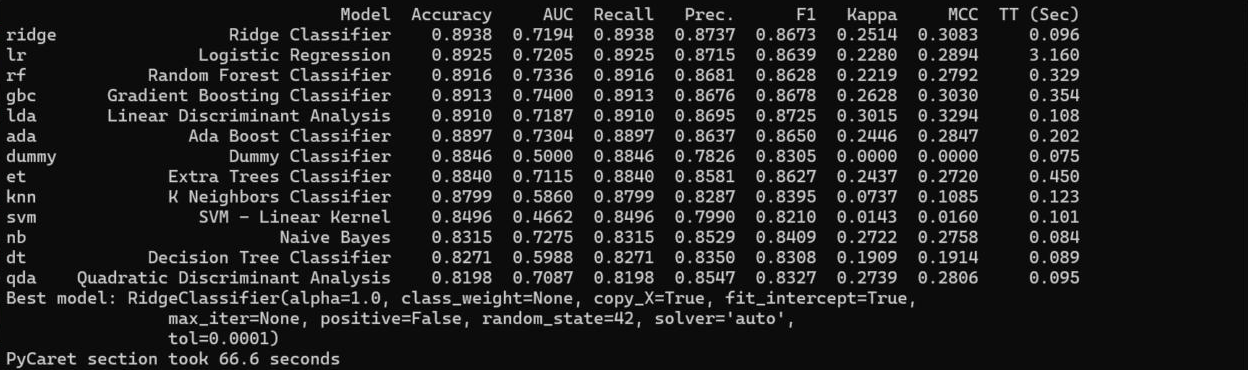 Model Accuracy AUC Recall Prec. F1 Kappa MCC TT (Sec)
ridge Ridge Classifier 0.8938 0.7194 0.8938 0.8737 0.8673 0.2514 0.3083 0.096
lr Logistic Regression 0.8925 0.7205 0.8925 0.8715 0.8639 0.2280 0.2894 3.160
rf Random Forest Classifier 0.8916 0.7336 0.8916 0.8681 0.8628 0.2219 0.2792 0.329
gbc Gradient Boosting Classifier 0.8913 0.7400 0.8913 0.8676 0.8678 0.2628 0.3030 0.354
lda Linear Discriminant Analysis 0.8910 0.7187 0.8910 0.8695 0.8725 0.3015 0.3294 0.108
ada Ada Boost Classifier 0.8897 0.7304 0.8897 0.8637 0.8650 0.2446 0.2847 0.202
dummy Dummy Classifier 0.8846 0.5000 0.8846 0.7826 0.8305 0.0000 0.0000 0.075
et Extra Trees Classifier 0.8840 0.7115 0.8840 0.8581 0.8627 0.2437 0.2720 0.450
knn K Neighbors Classifier 0.8799 0.5860 0.8799 0.8287 0.8395 0.0737 0.1085 0.123
svm SVM - Linear Kernel 0.8496 0.4662 0.8496 0.7990 0.8210 0.0143 0.0160 0.101
nb Naive Bayes 0.8315 0.7275 0.8315 0.8529 0.8409 0.2722 0.2758 0.084
dt Decision Tree Classifier 0.8271 0.5988 0.8271 0.8350 0.8308 0.1909 0.1914 0.089
qda Quadratic Discriminant Analysis 0.8198 0.7087 0.8198 0.8547 0.8327 0.2739 0.2806 0.095
Best model: RidgeClassifier(alpha=1.0, class_weight=None, copy_X=True, fit_intercept=True,
max_iter=None, positive=False, random_state=42, solver='auto',
tol=0.0001)
PyCaret section took 66.6 seconds